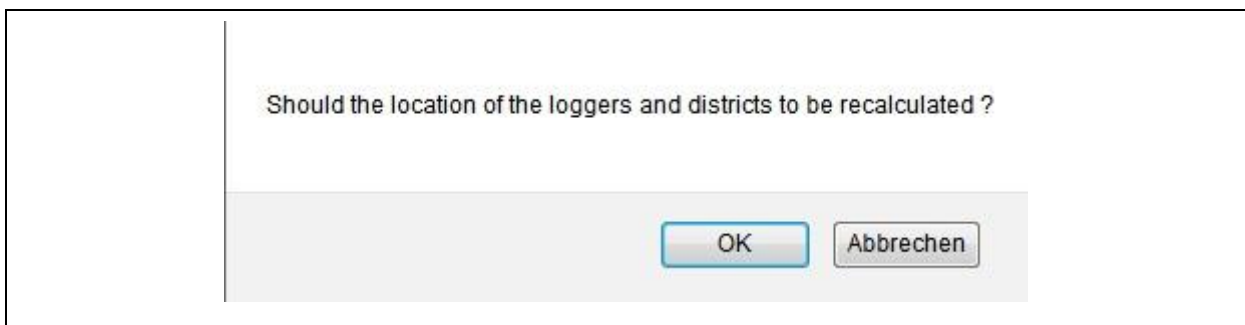 Should the location of the loggers and districts to be recalculated ?
OK Abbrechen